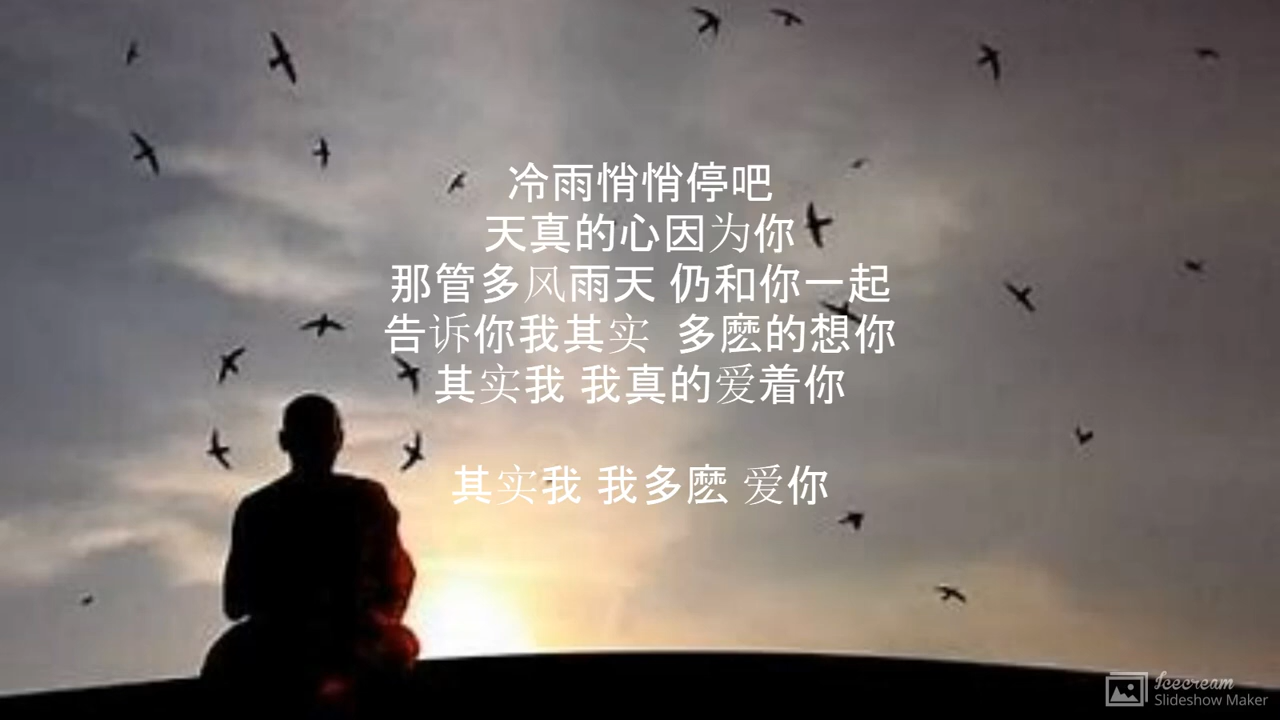 冷雨悄悄停吧
天真的心因为你
那管多风雨天 仍和你一起
告诉你我其实 多麽的想你
其实我 我真的爱着你
其实我 我多麽 爱你
Icecream
Slideshow Maker